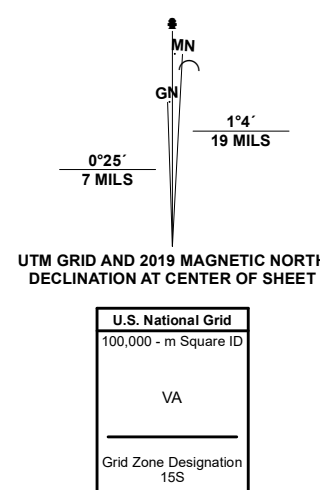 MN
GN
1°4´
19 MILS
0°25´
7 MILS
UTM GRID AND 2019 MAGNETIC NORTH
DECLINATION AT CENTER OF SHEET
U.S. National Grid
100,000 - m Square ID
VA
Grid Zone Designation
15S